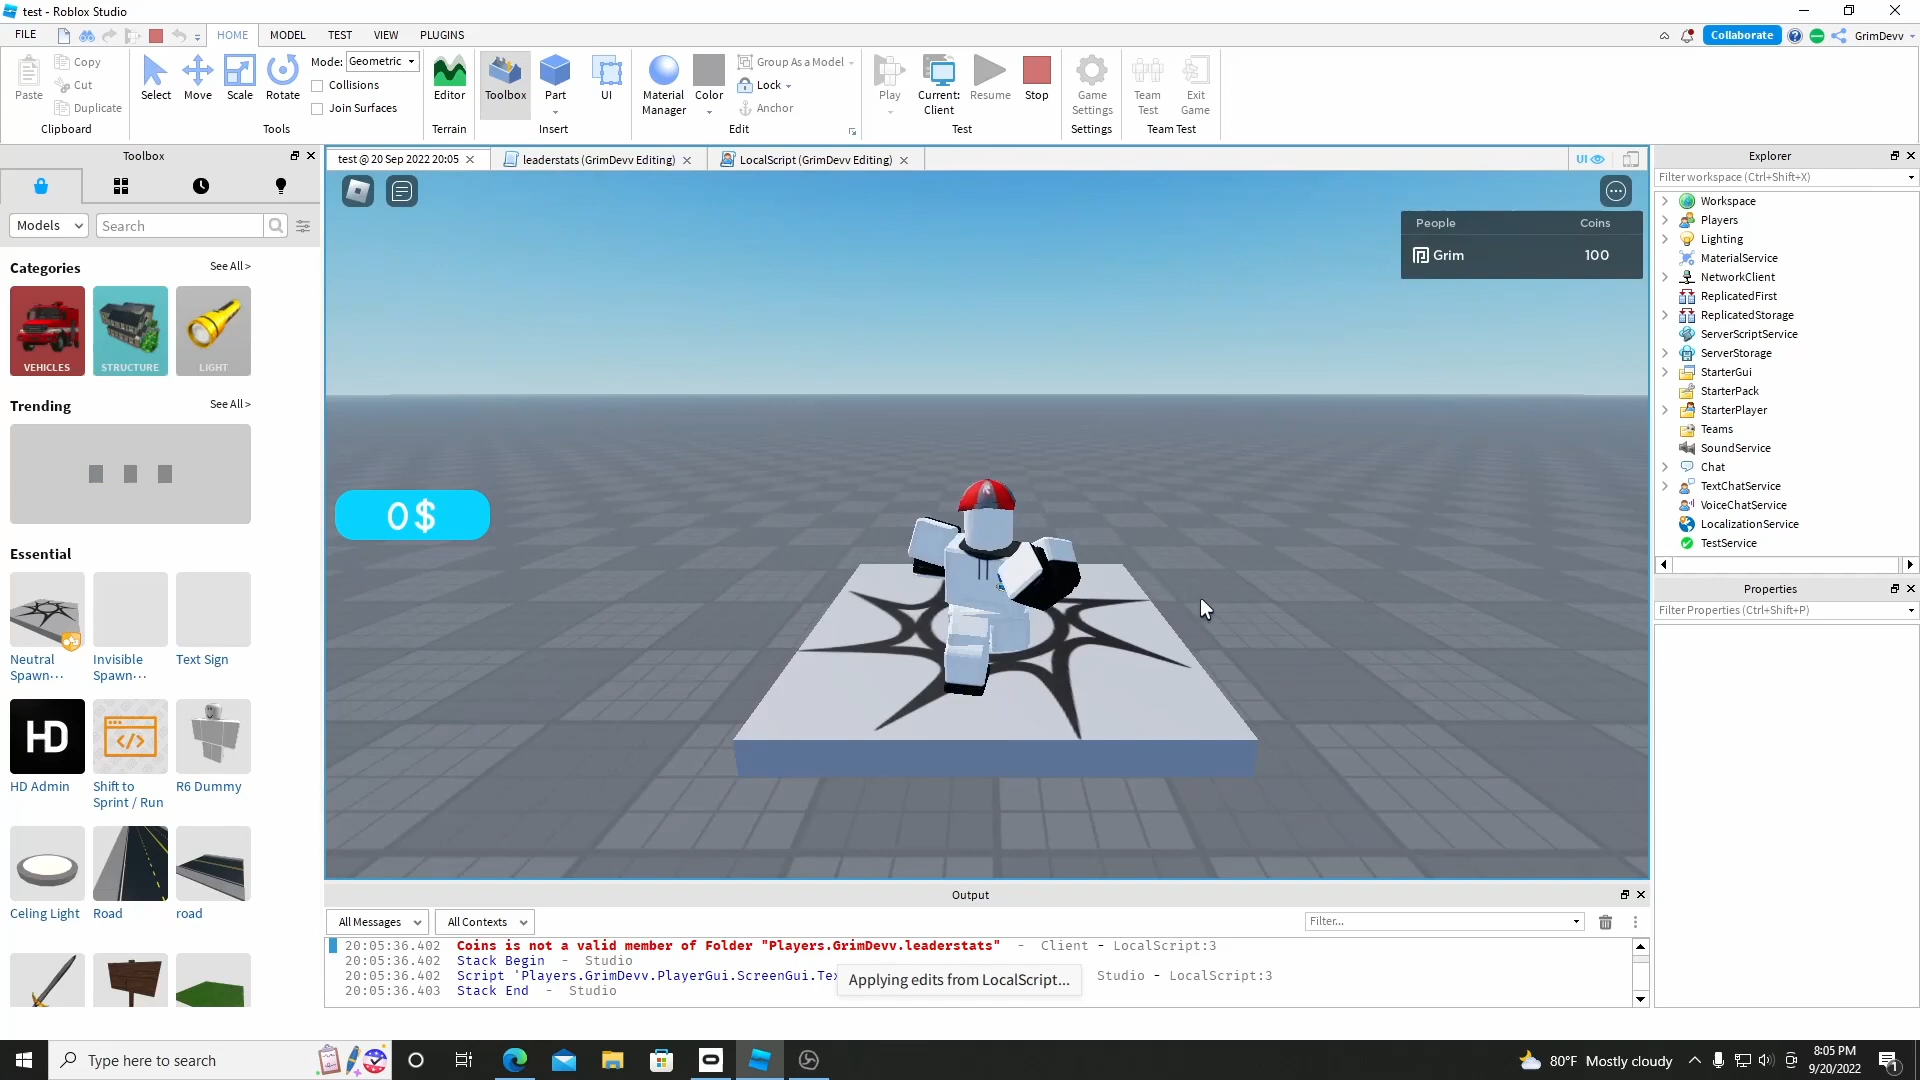 test - Roblox Studio
FILE HOME MODEL TEST VIEW PLUGINS Collaborate GrimDevv
Paste Copy Cut Duplicate Clipboard
Select Move Scale Rotate Mode: Geometric Collisions Join Surfaces Tools
Editor Terrain
Toolbox Part UI Insert
Material Manager Color Group As a Model Lock Anchor Edit
Play Current: Client Resume Stop Test
Game Settings Settings
Team Test Exit Game Team Test
Toolbox
Models Search
Categories See All >
VEHICLES STRUCTURE LIGHT
Trending See All >
Essential
Neutral Spawn... Invisible Spawn... Text Sign
HD
HD Admin Shift to Sprint / Run R6 Dummy
Celing Light Road road
test @ 20 Sep 2022 20:05 leaderstats (GrimDevv Editing) LocalScript (GrimDevv Editing) UI
People Coins
Grim 100
0$
Output
All Messages All Contexts Filter...
20:05:36.402 Coins is not a valid member of Folder "Players.GrimDevv.leaderstats" - Client - LocalScript:3
20:05:36.402 Stack Begin - Studio
20:05:36.402 Script 'Players.GrimDevv.PlayerGui.ScreenGui.Te Studio - LocalScript:3
20:05:36.403 Stack End - Studio
Applying edits from LocalScript...
Explorer
Filter workspace (Ctrl+Shift+X)
Workspace
Players
Lighting
MaterialService
NetworkClient
ReplicatedFirst
ReplicatedStorage
ServerScriptService
ServerStorage
StarterGui
StarterPack
StarterPlayer
Teams
SoundService
Chat
TextChatService
VoiceChatService
LocalizationService
TestService
Properties
Filter Properties (Ctrl+Shift+P)
Type here to search
80°F Mostly cloudy
8:05 PM
9/20/2022
1